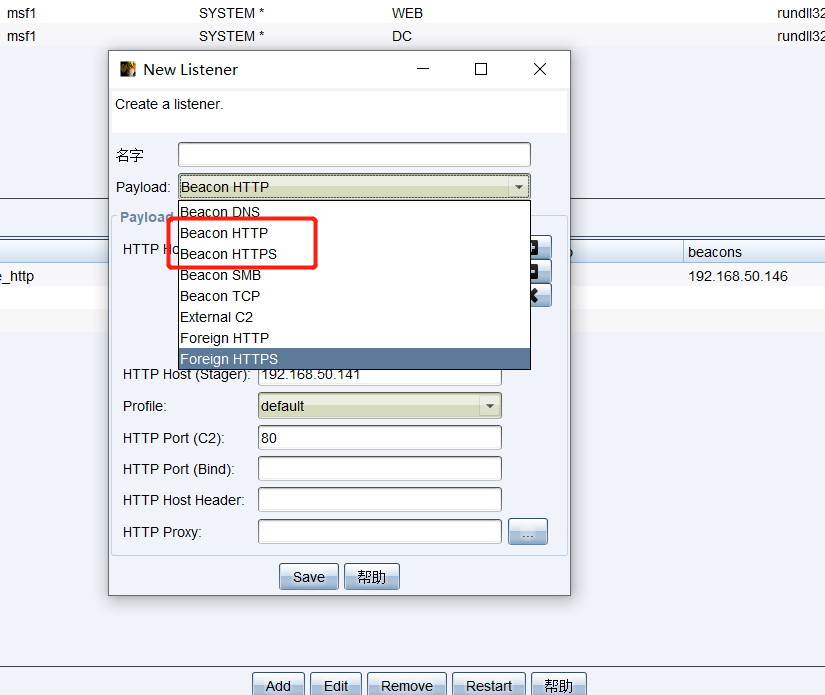 msf1 SYSTEM * WEB rundll32
msf1 SYSTEM * DC rundll32
New Listener
Create a listener.
名字
Payload: Beacon HTTP
Payload
Beacon DNS
Beacon HTTP
HTTP Ho
Beacon HTTPS
beacons
Beacon SMB
e_http 192.168.50.146
Beacon TCP
External C2
Foreign HTTP
Foreign HTTPS
HTTP Host (Stager): 192.168.50.141
Profile: default
HTTP Port (C2): 80
HTTP Port (Bind):
HTTP Host Header:
HTTP Proxy: ...
Save 帮助
Add Edit Remove Restart 帮助